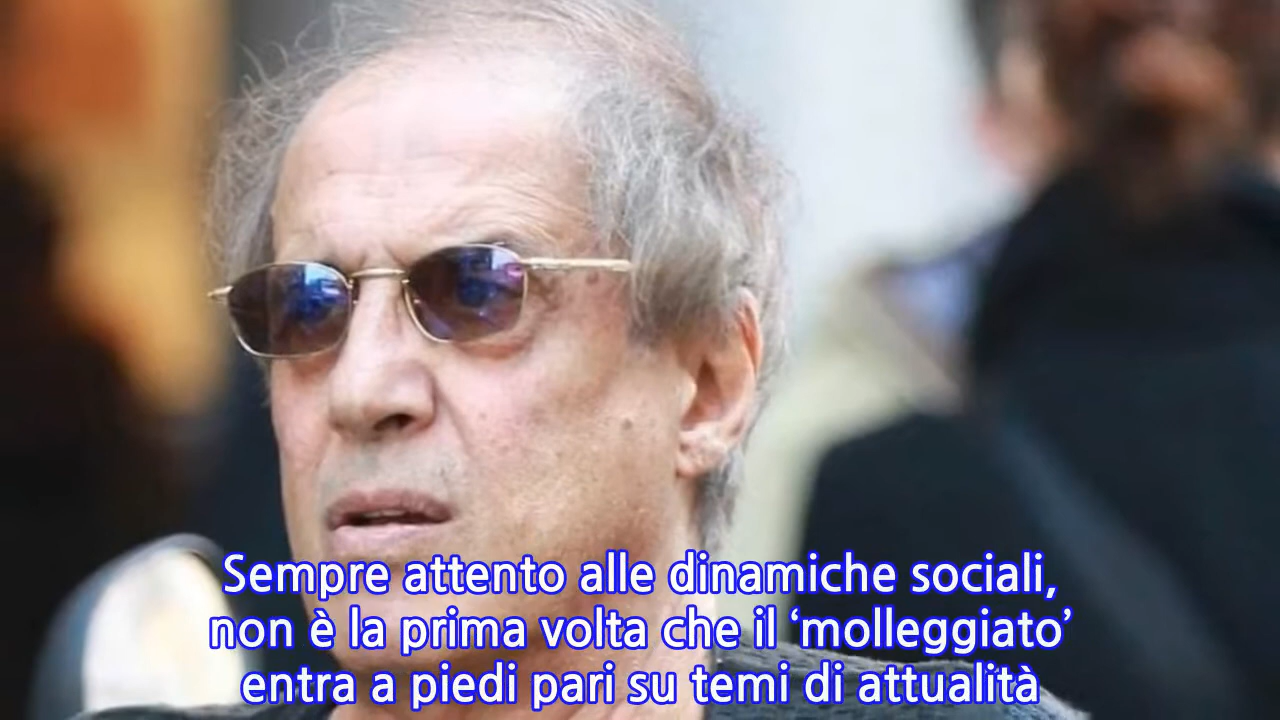 Sempre attento alle dinamiche sociali,
non è la prima volta che il ‘molleggiato’
entra a piedi pari su temi di attualità